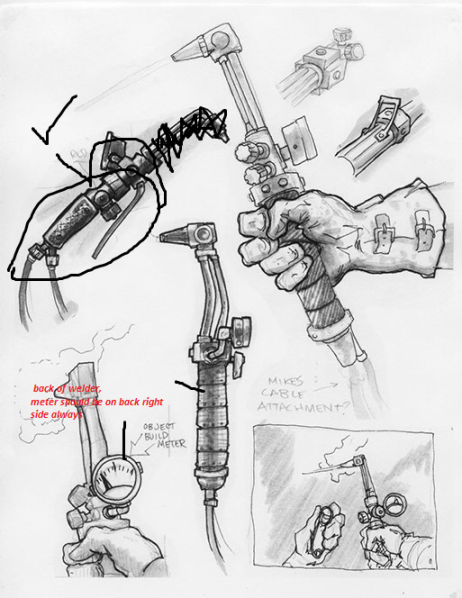 back of welder,
meter should be on back right
side always
OBJECT
BUILD
METER
MIKES
CABLE
ATTACHMENT?